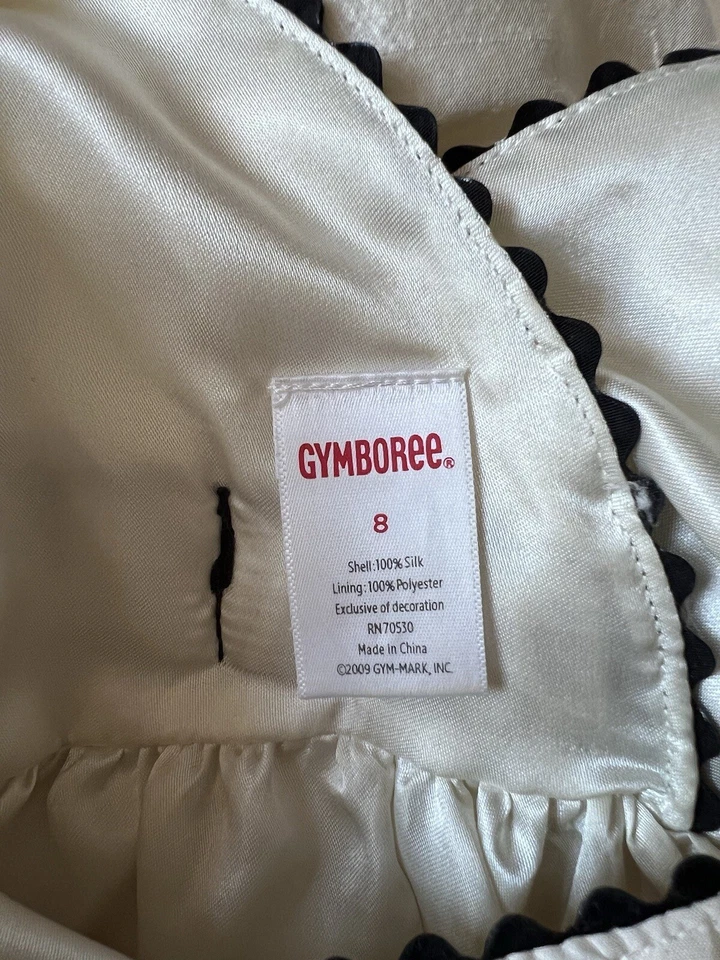 GYMBOREE®
8
Shell:100% Silk
Lining:100% Polyester
Exclusive of decoration
RN70530
Made in China
©2009 GYM-MARK, INC.